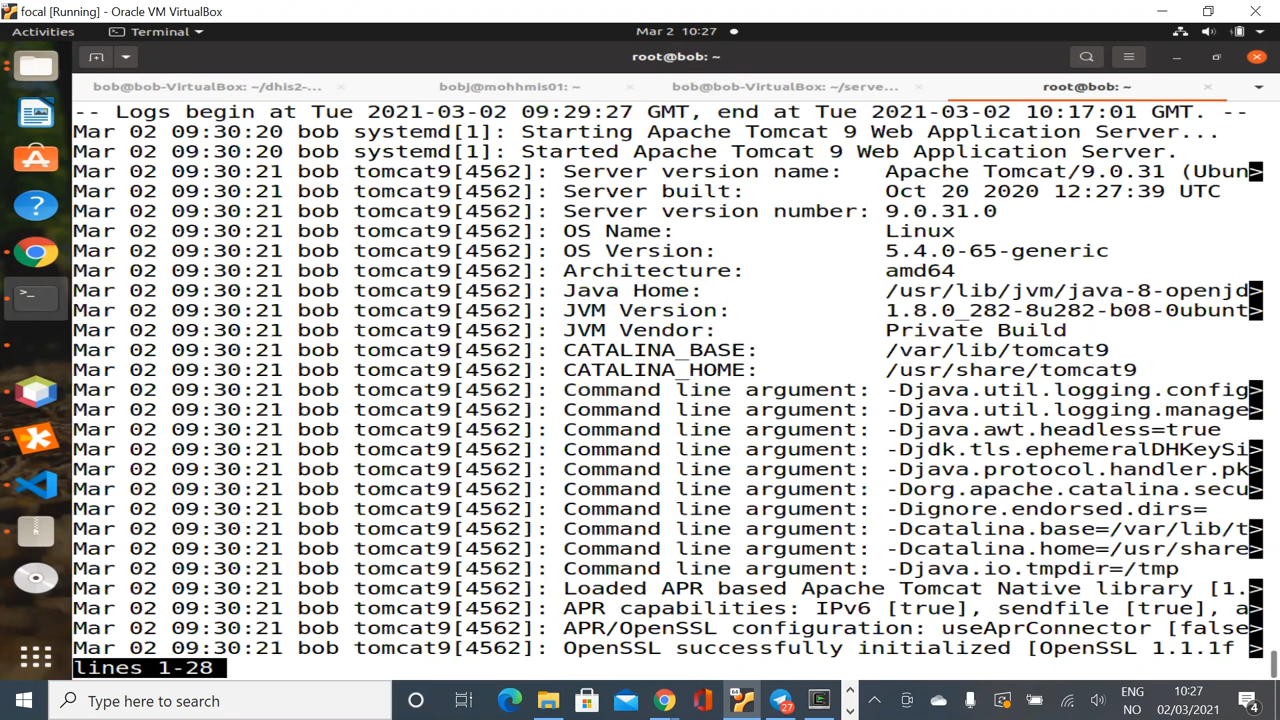 focal [Running] - Oracle VM VirtualBox
Activities
Terminal
Mar 2 10:27
root@bob: ~
bob@bob-VirtualBox: ~/dhis2-...
bobj@mohhmis01: ~
bob@bob-VirtualBox: ~/serve...
root@bob: ~
-- Logs begin at Tue 2021-03-02 09:29:27 GMT, end at Tue 2021-03-02 10:17:01 GMT. --
Mar 02 09:30:20 bob systemd[1]: Starting Apache Tomcat 9 Web Application Server...
Mar 02 09:30:20 bob systemd[1]: Started Apache Tomcat 9 Web Application Server.
Mar 02 09:30:21 bob tomcat9[4562]: Server version name:   Apache Tomcat/9.0.31 (Ubun>
Mar 02 09:30:21 bob tomcat9[4562]: Server built:          Oct 20 2020 12:27:39 UTC
Mar 02 09:30:21 bob tomcat9[4562]: Server version number: 9.0.31.0
Mar 02 09:30:21 bob tomcat9[4562]: OS Name:               Linux
Mar 02 09:30:21 bob tomcat9[4562]: OS Version:            5.4.0-65-generic
Mar 02 09:30:21 bob tomcat9[4562]: Architecture:          amd64
Mar 02 09:30:21 bob tomcat9[4562]: Java Home:             /usr/lib/jvm/java-8-openjd>
Mar 02 09:30:21 bob tomcat9[4562]: JVM Version:           1.8.0_282-8u282-b08-0ubunt>
Mar 02 09:30:21 bob tomcat9[4562]: JVM Vendor:            Private Build
Mar 02 09:30:21 bob tomcat9[4562]: CATALINA_BASE:         /var/lib/tomcat9
Mar 02 09:30:21 bob tomcat9[4562]: CATALINA_HOME:         /usr/share/tomcat9
Mar 02 09:30:21 bob tomcat9[4562]: Command line argument: -Djava.util.logging.config>
Mar 02 09:30:21 bob tomcat9[4562]: Command line argument: -Djava.util.logging.manage>
Mar 02 09:30:21 bob tomcat9[4562]: Command line argument: -Djava.awt.headless=true
Mar 02 09:30:21 bob tomcat9[4562]: Command line argument: -Djdk.tls.ephemeralDHKeySi>
Mar 02 09:30:21 bob tomcat9[4562]: Command line argument: -Djava.protocol.handler.pk>
Mar 02 09:30:21 bob tomcat9[4562]: Command line argument: -Dorg.apache.catalina.secu>
Mar 02 09:30:21 bob tomcat9[4562]: Command line argument: -Dignore.endorsed.dirs=
Mar 02 09:30:21 bob tomcat9[4562]: Command line argument: -Dcatalina.base=/var/lib/t>
Mar 02 09:30:21 bob tomcat9[4562]: Command line argument: -Dcatalina.home=/usr/share>
Mar 02 09:30:21 bob tomcat9[4562]: Command line argument: -Djava.io.tmpdir=/tmp
Mar 02 09:30:21 bob tomcat9[4562]: Loaded APR based Apache Tomcat Native library [1.>
Mar 02 09:30:21 bob tomcat9[4562]: APR capabilities: IPv6 [true], sendfile [true], a>
Mar 02 09:30:21 bob tomcat9[4562]: APR/OpenSSL configuration: useAprConnector [false>
Mar 02 09:30:21 bob tomcat9[4562]: OpenSSL successfully initialized [OpenSSL 1.1.1f >
lines 1-28
Type here to search
27
ENG
NO
10:27
02/03/2021
4